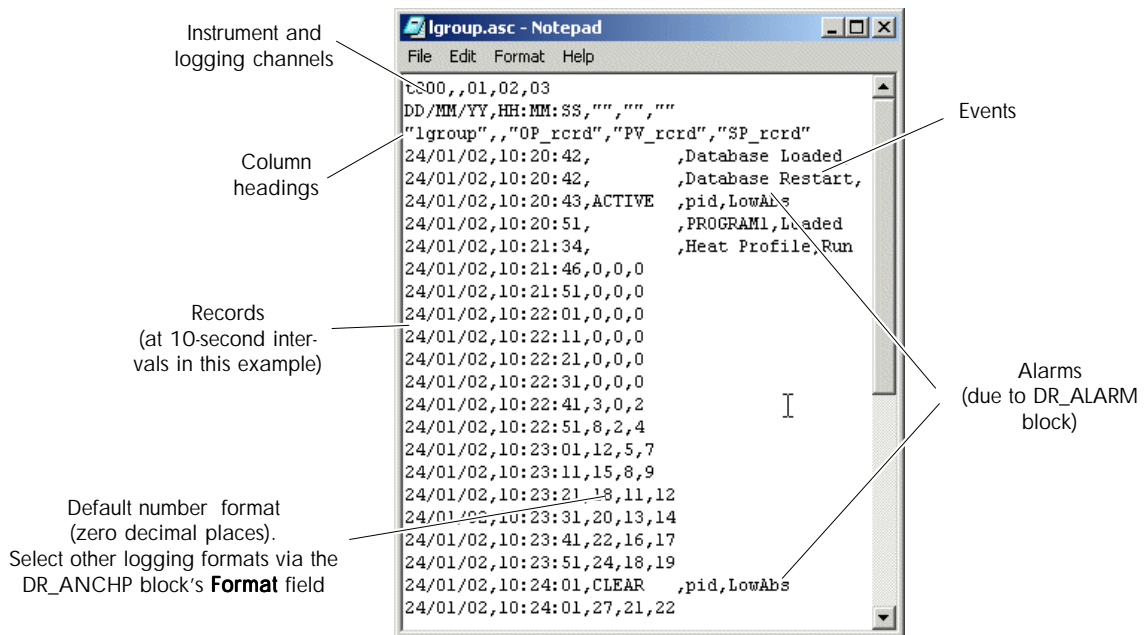 Instrument and
logging channels
Column
headings
Records
(at 10-second inter-
vals in this example)
Default number format
(zero decimal places).
Select other logging formats via the
DR_ANCHP block's Format field
lgroup.asc - Notepad
File Edit Format Help
t800,,01,02,03
DD/MM/YY,HH:MM:SS,"","",""
"lgroup",,"OP_rcrd","PV_rcrd","SP_rcrd"
24/01/02,10:20:42, ,Database Loaded
24/01/02,10:20:42, ,Database Restart,
24/01/02,10:20:43,ACTIVE ,pid,LowAbs
24/01/02,10:20:51, ,PROGRAM1,Loaded
24/01/02,10:21:34, ,Heat Profile,Run
24/01/02,10:21:46,0,0,0
24/01/02,10:21:51,0,0,0
24/01/02,10:22:01,0,0,0
24/01/02,10:22:11,0,0,0
24/01/02,10:22:21,0,0,0
24/01/02,10:22:31,0,0,0
24/01/02,10:22:41,3,0,2
24/01/02,10:22:51,8,2,4
24/01/02,10:23:01,12,5,7
24/01/02,10:23:11,15,8,9
24/01/02,10:23:21,18,11,12
24/01/02,10:23:31,20,13,14
24/01/02,10:23:41,22,16,17
24/01/02,10:23:51,24,18,19
24/01/02,10:24:01,CLEAR ,pid,LowAbs
24/01/02,10:24:01,27,21,22
Events
Alarms
(due to DR_ALARM
block)